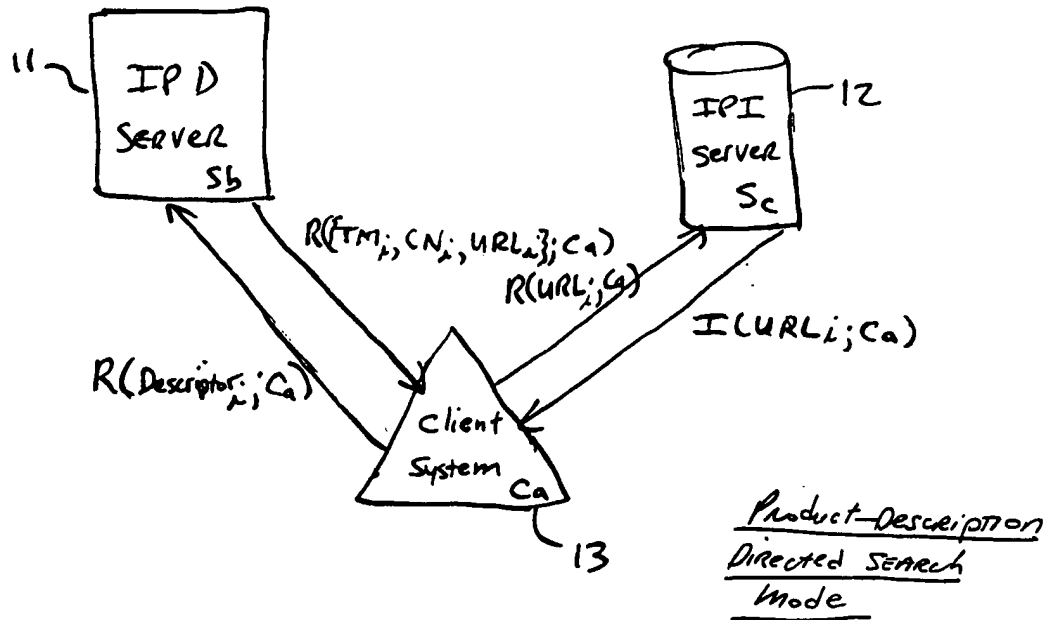 11
IPD
SERVER
Sb
12
IPI
Server
Sc
R({TMi, CNi, URLi}; Ca)
R(URLi; Ca)
I(URLi; Ca)
R(Descriptori; Ca)
Client
System
Ca
13
Product-Description
Directed SEARCH
Mode